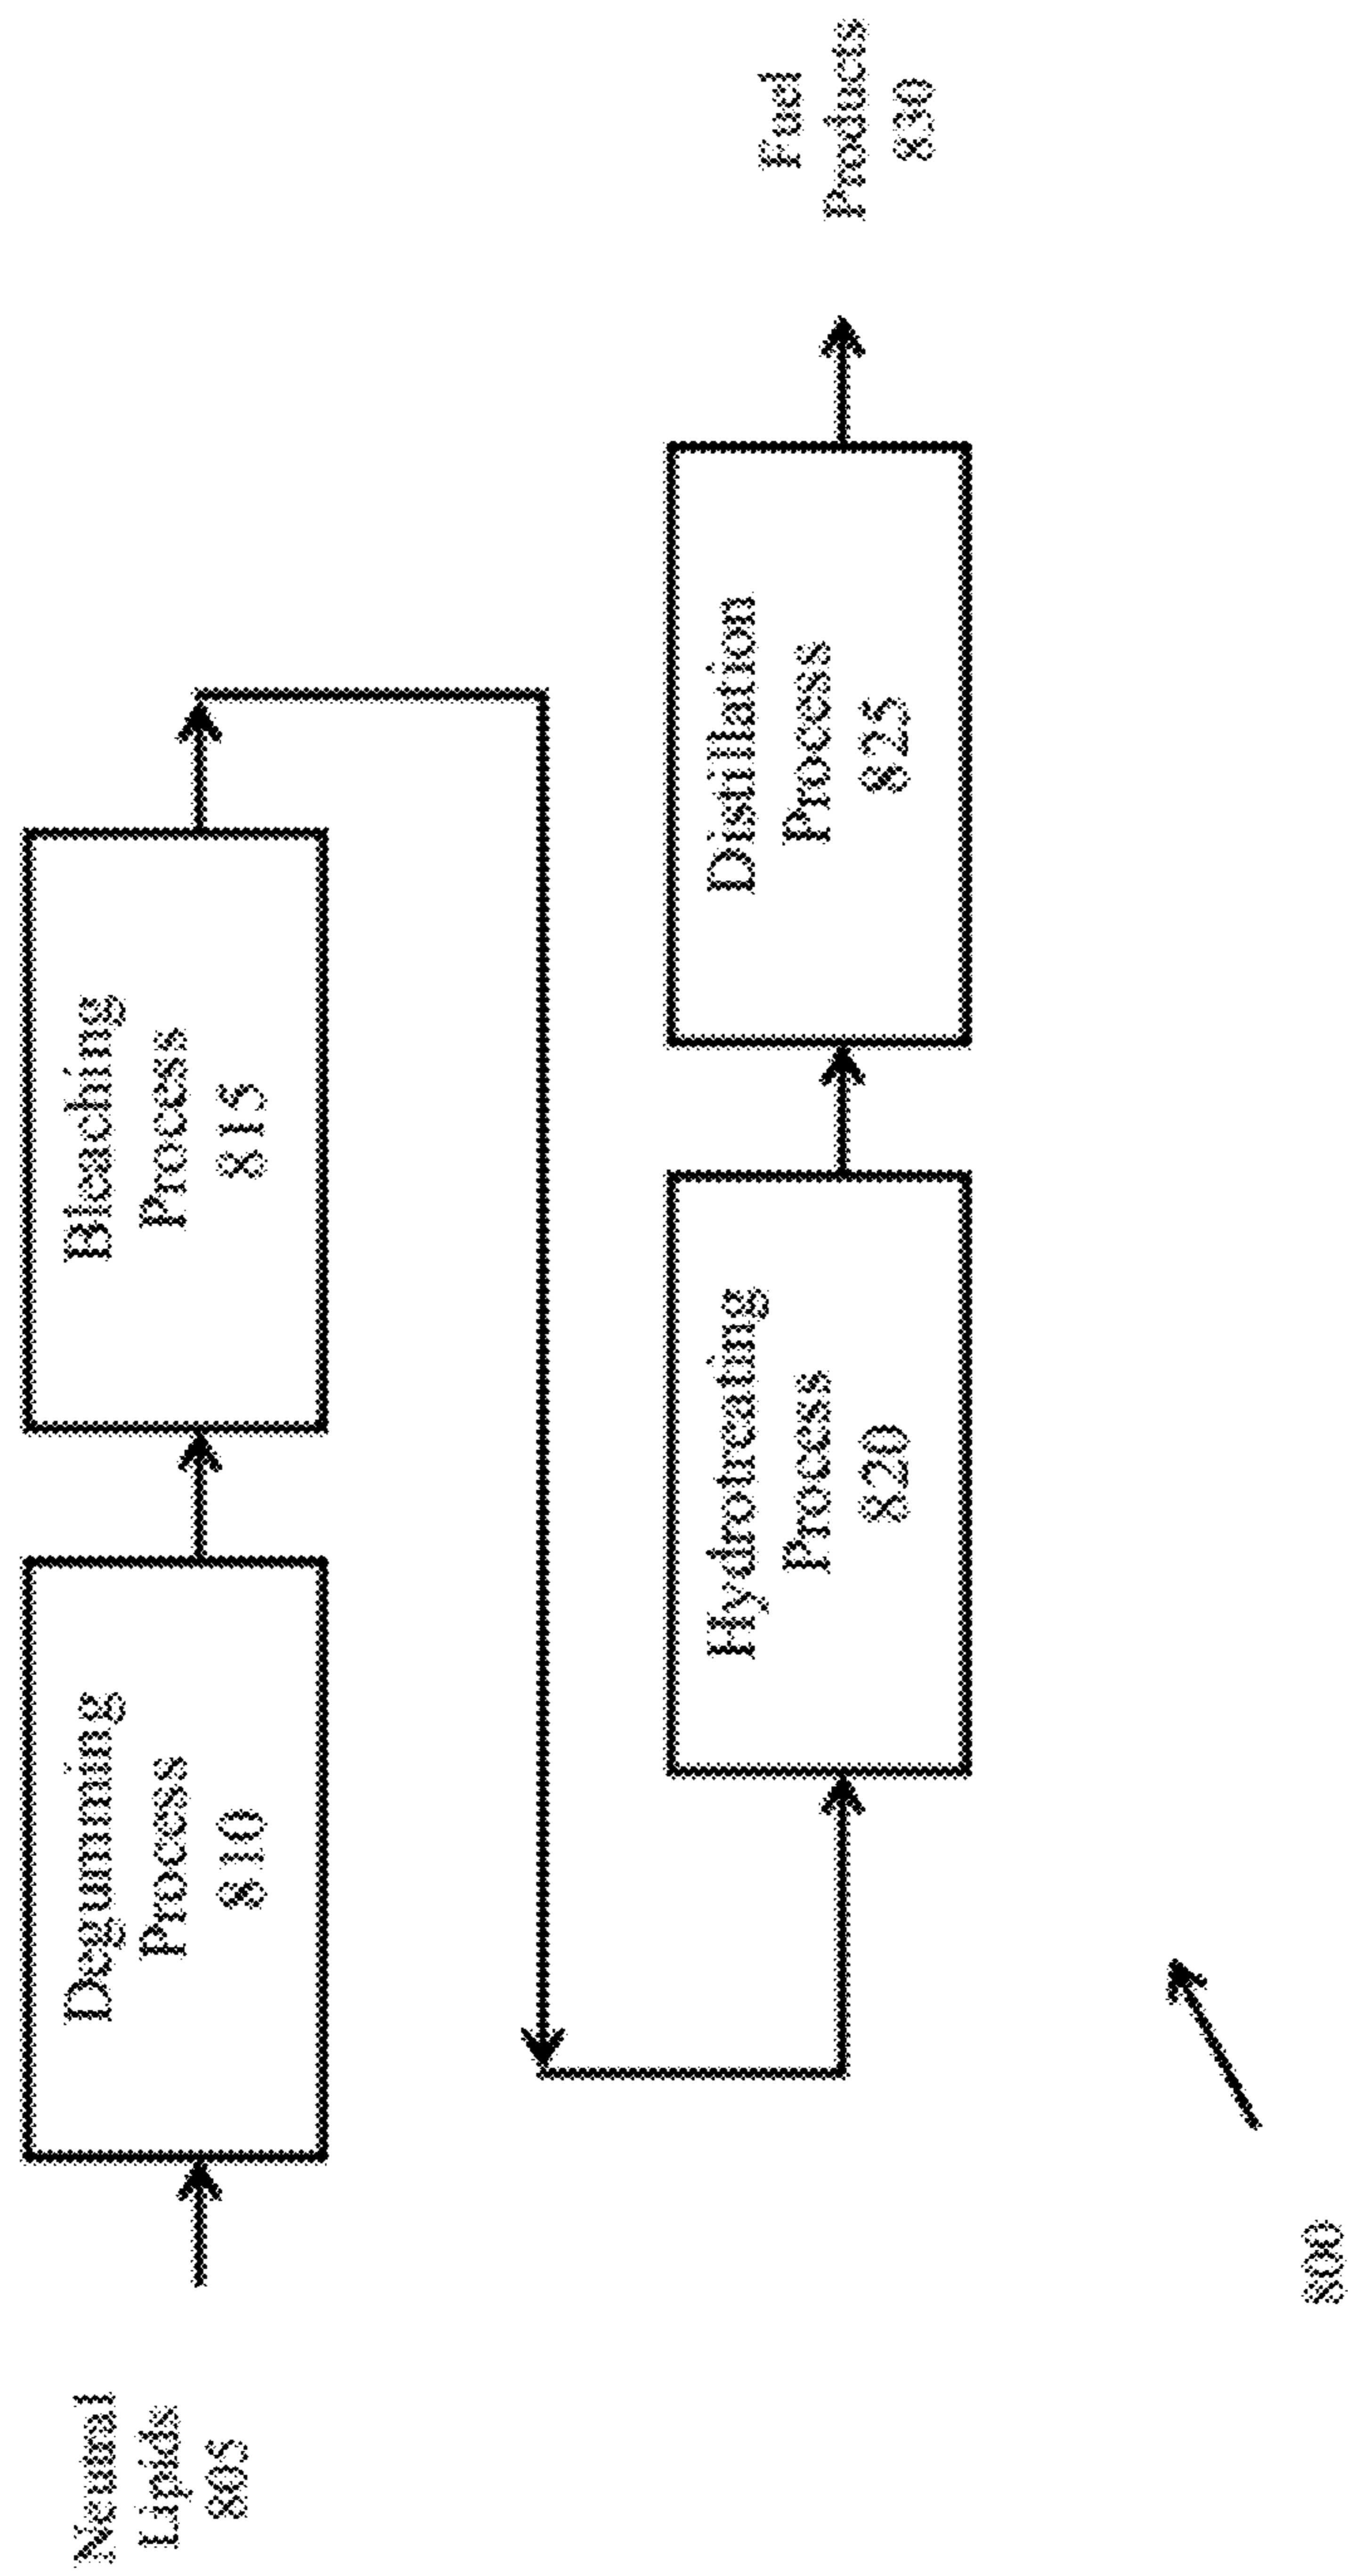 Neutral
Lipids
805
Degumming
Process
810
Bleaching
Process
815
Hydrotreating
Process
820
Distillation
Process
825
Fuel
Products
830
800